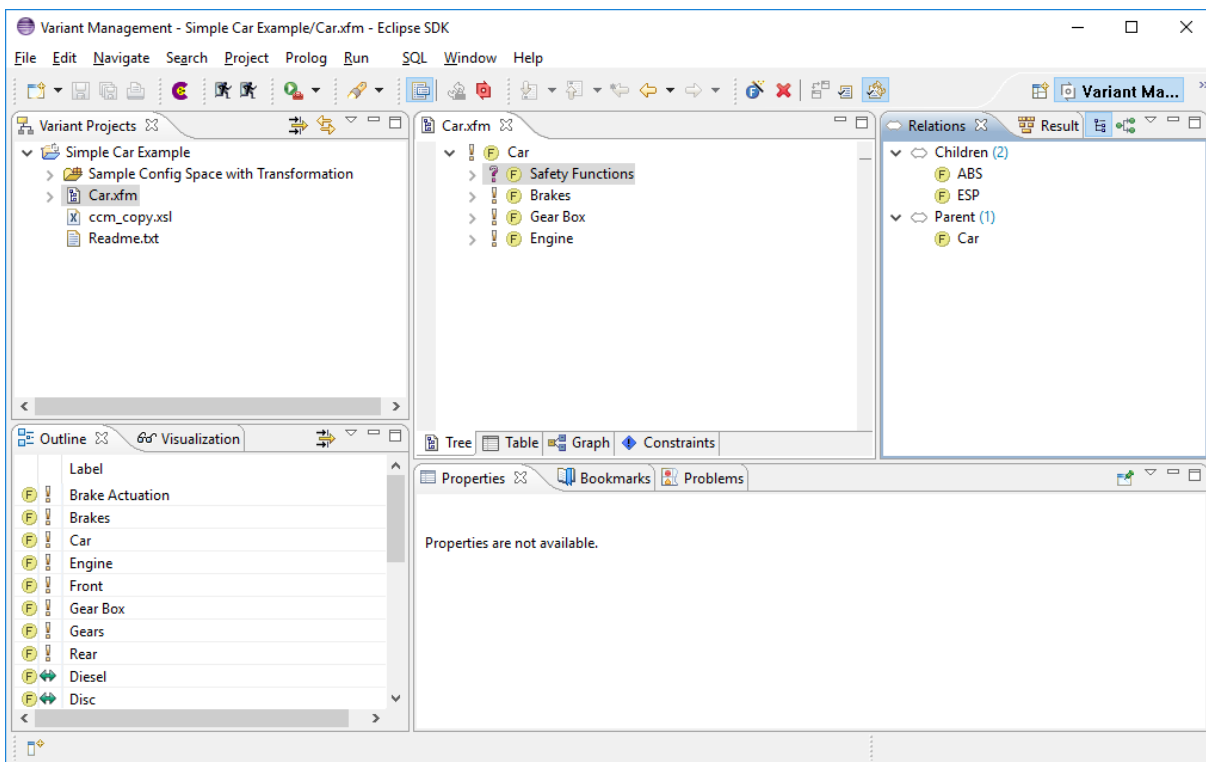 Variant Management - Simple Car Example/Car.xfm - Eclipse SDK
File Edit Navigate Search Project Prolog Run SQL Window Help
Variant Ma...
Variant Projects
Simple Car Example
Sample Config Space with Transformation
Car.xfm
ccm_copy.xsl
Readme.txt
Car.xfm
Car
Safety Functions
Brakes
Gear Box
Engine
Tree Table Graph Constraints
Relations Result
Children (2)
ABS
ESP
Parent (1)
Car
Outline Visualization
Label
Brake Actuation
Brakes
Car
Engine
Front
Gear Box
Gears
Rear
Diesel
Disc
Properties Bookmarks Problems
Properties are not available.